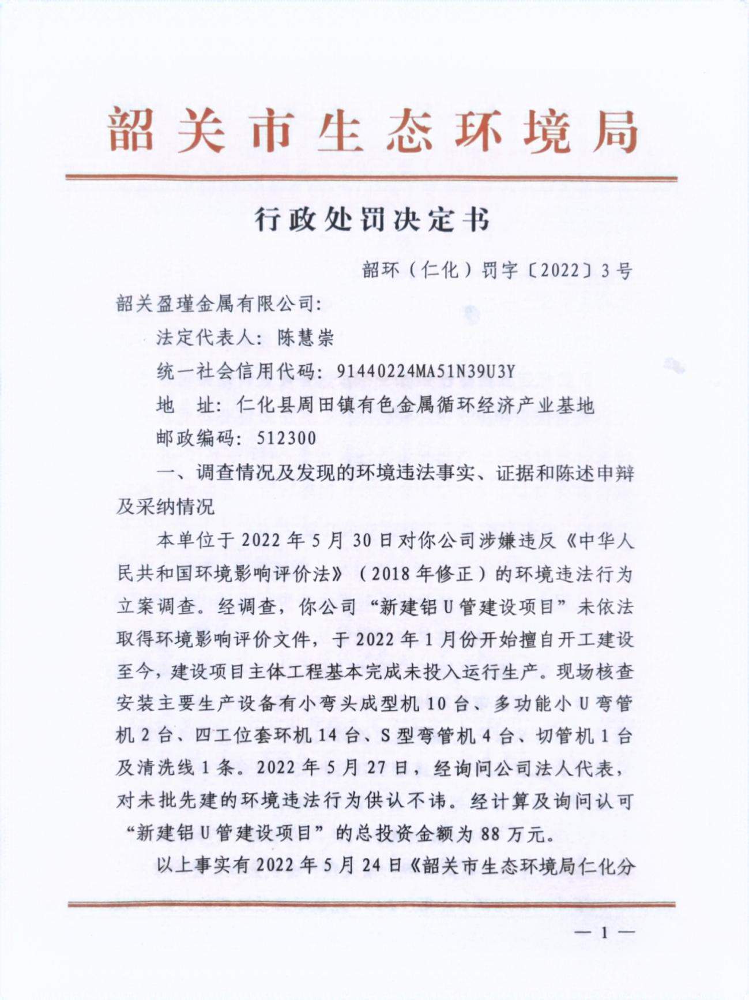 韶关市生态环境局
行政处罚决定书
韶环（仁化）罚字〔2022〕3号
韶关盈瑾金属有限公司：
法定代表人：陈慧崇
统一社会信用代码：91440224MA51N39U3Y
地　址：仁化县周田镇有色金属循环经济产业基地
邮政编码：512300
一、调查情况及发现的环境违法事实、证据和陈述申辩
及采纳情况
本单位于2022年5月30日对你公司涉嫌违反《中华人
民共和国环境影响评价法》（2018年修正）的环境违法行为
立案调查。经调查，你公司“新建铝U管建设项目”未依法
取得环境影响评价文件，于2022年1月份开始擅自开工建设
至今，建设项目主体工程基本完成未投入运行生产。现场核查
安装主要生产设备有小弯头成型机10台、多功能小U弯管
机2台、四工位套环机14台、S型弯管机4台、切管机1台
及清洗线1条。2022年5月27日，经询问公司法人代表，
对未批先建的环境违法行为供认不讳。经计算及询问认可
“新建铝U管建设项目”的总投资金额为88万元。
以上事实有2022年5月24日《韶关市生态环境局仁化分
— 1 —